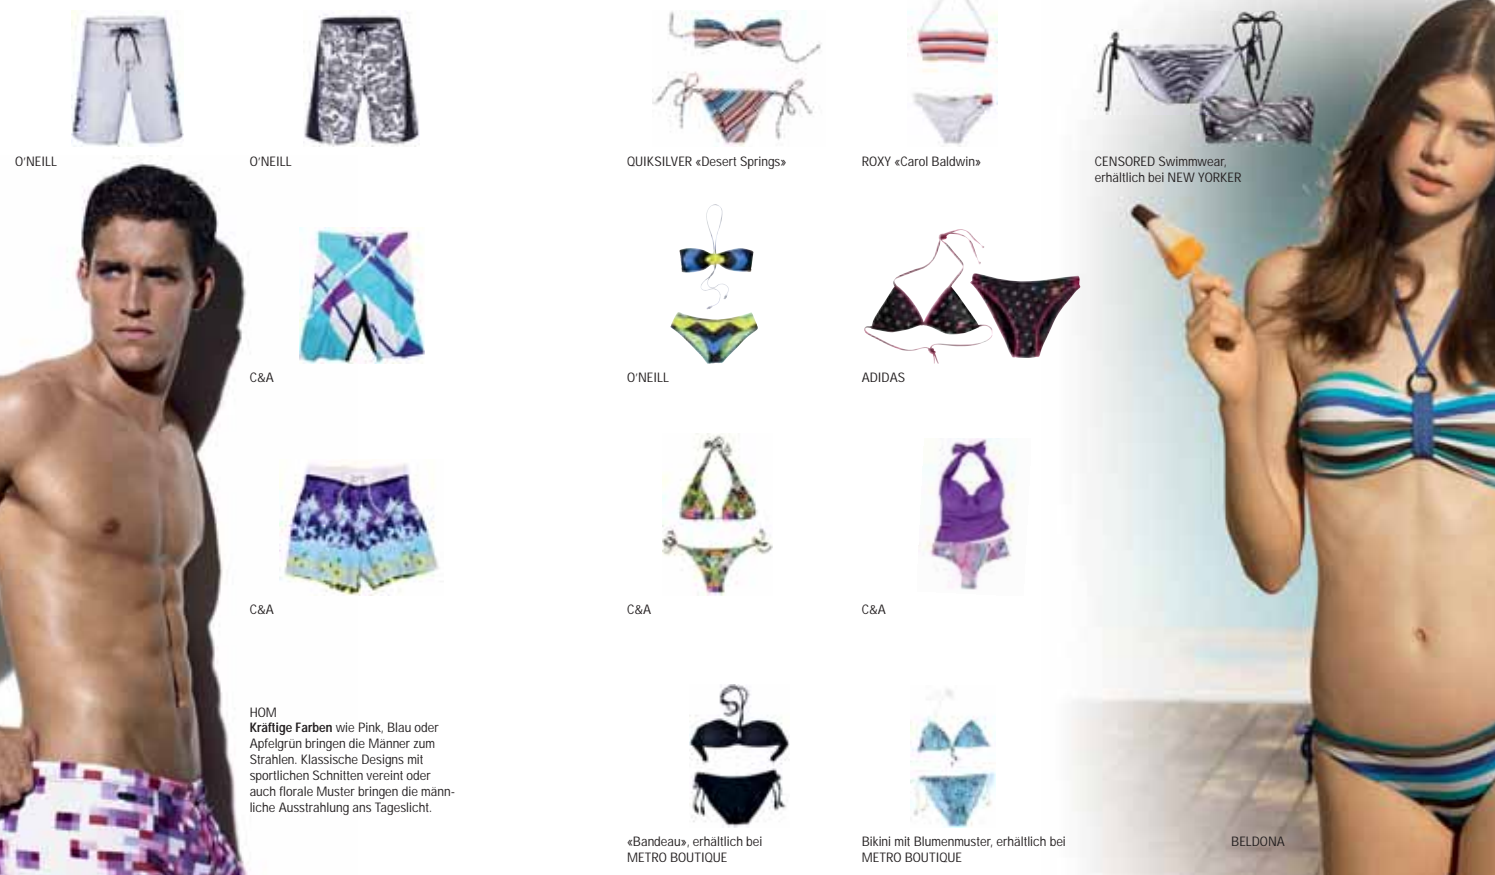 O'NEILL
O'NEILL
QUIKSILVER «Desert Springs»
ROXY «Carol Baldwin»
CENSORED Swimmwear,
erhältlich bei NEW YORKER
C&A
O'NEILL
ADIDAS
C&A
C&A
C&A
HOM
Kräftige Farben wie Pink, Blau oder
Apfelgrün bringen die Männer zum
Strahlen. Klassische Designs mit
sportlichen Schnitten vereint oder
auch florale Muster bringen die männ-
liche Ausstrahlung ans Tageslicht.
«Bandeau», erhältlich bei
METRO BOUTIQUE
Bikini mit Blumenmuster, erhältlich bei
METRO BOUTIQUE
BELDONA